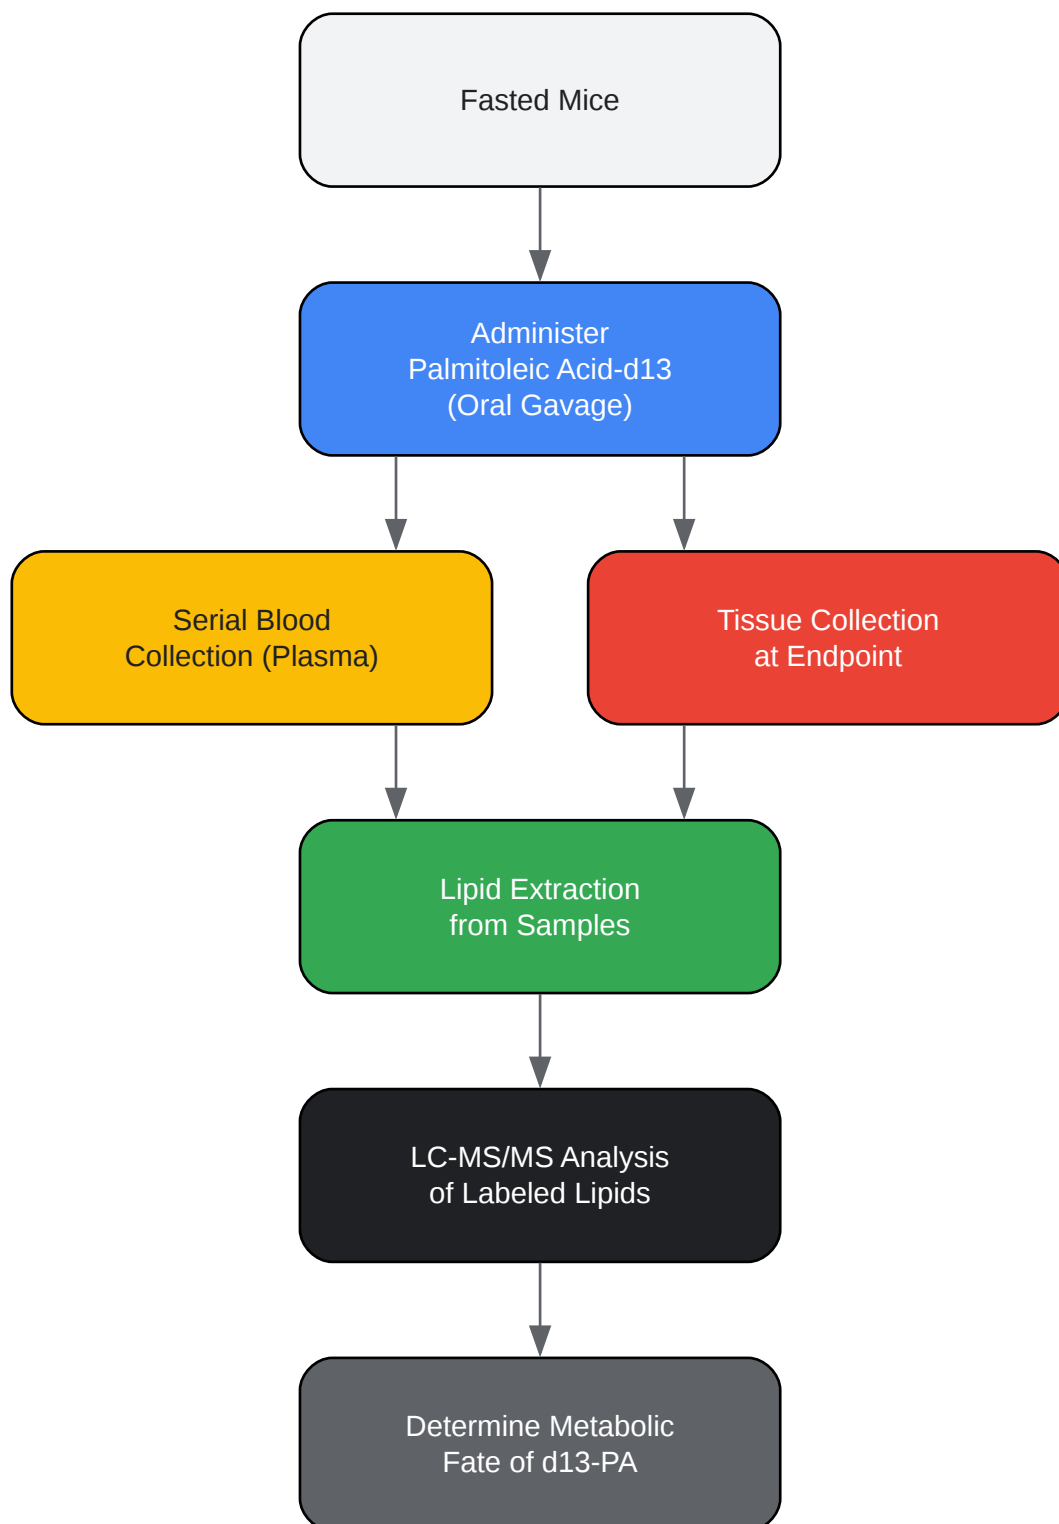 Fasted Mice
Administer
Palmitoleic Acid-d13
(Oral Gavage)
Serial Blood
Collection (Plasma)
Tissue Collection
at Endpoint
Lipid Extraction
from Samples
LC-MS/MS Analysis
of Labeled Lipids
Determine Metabolic
Fate of d13-PA